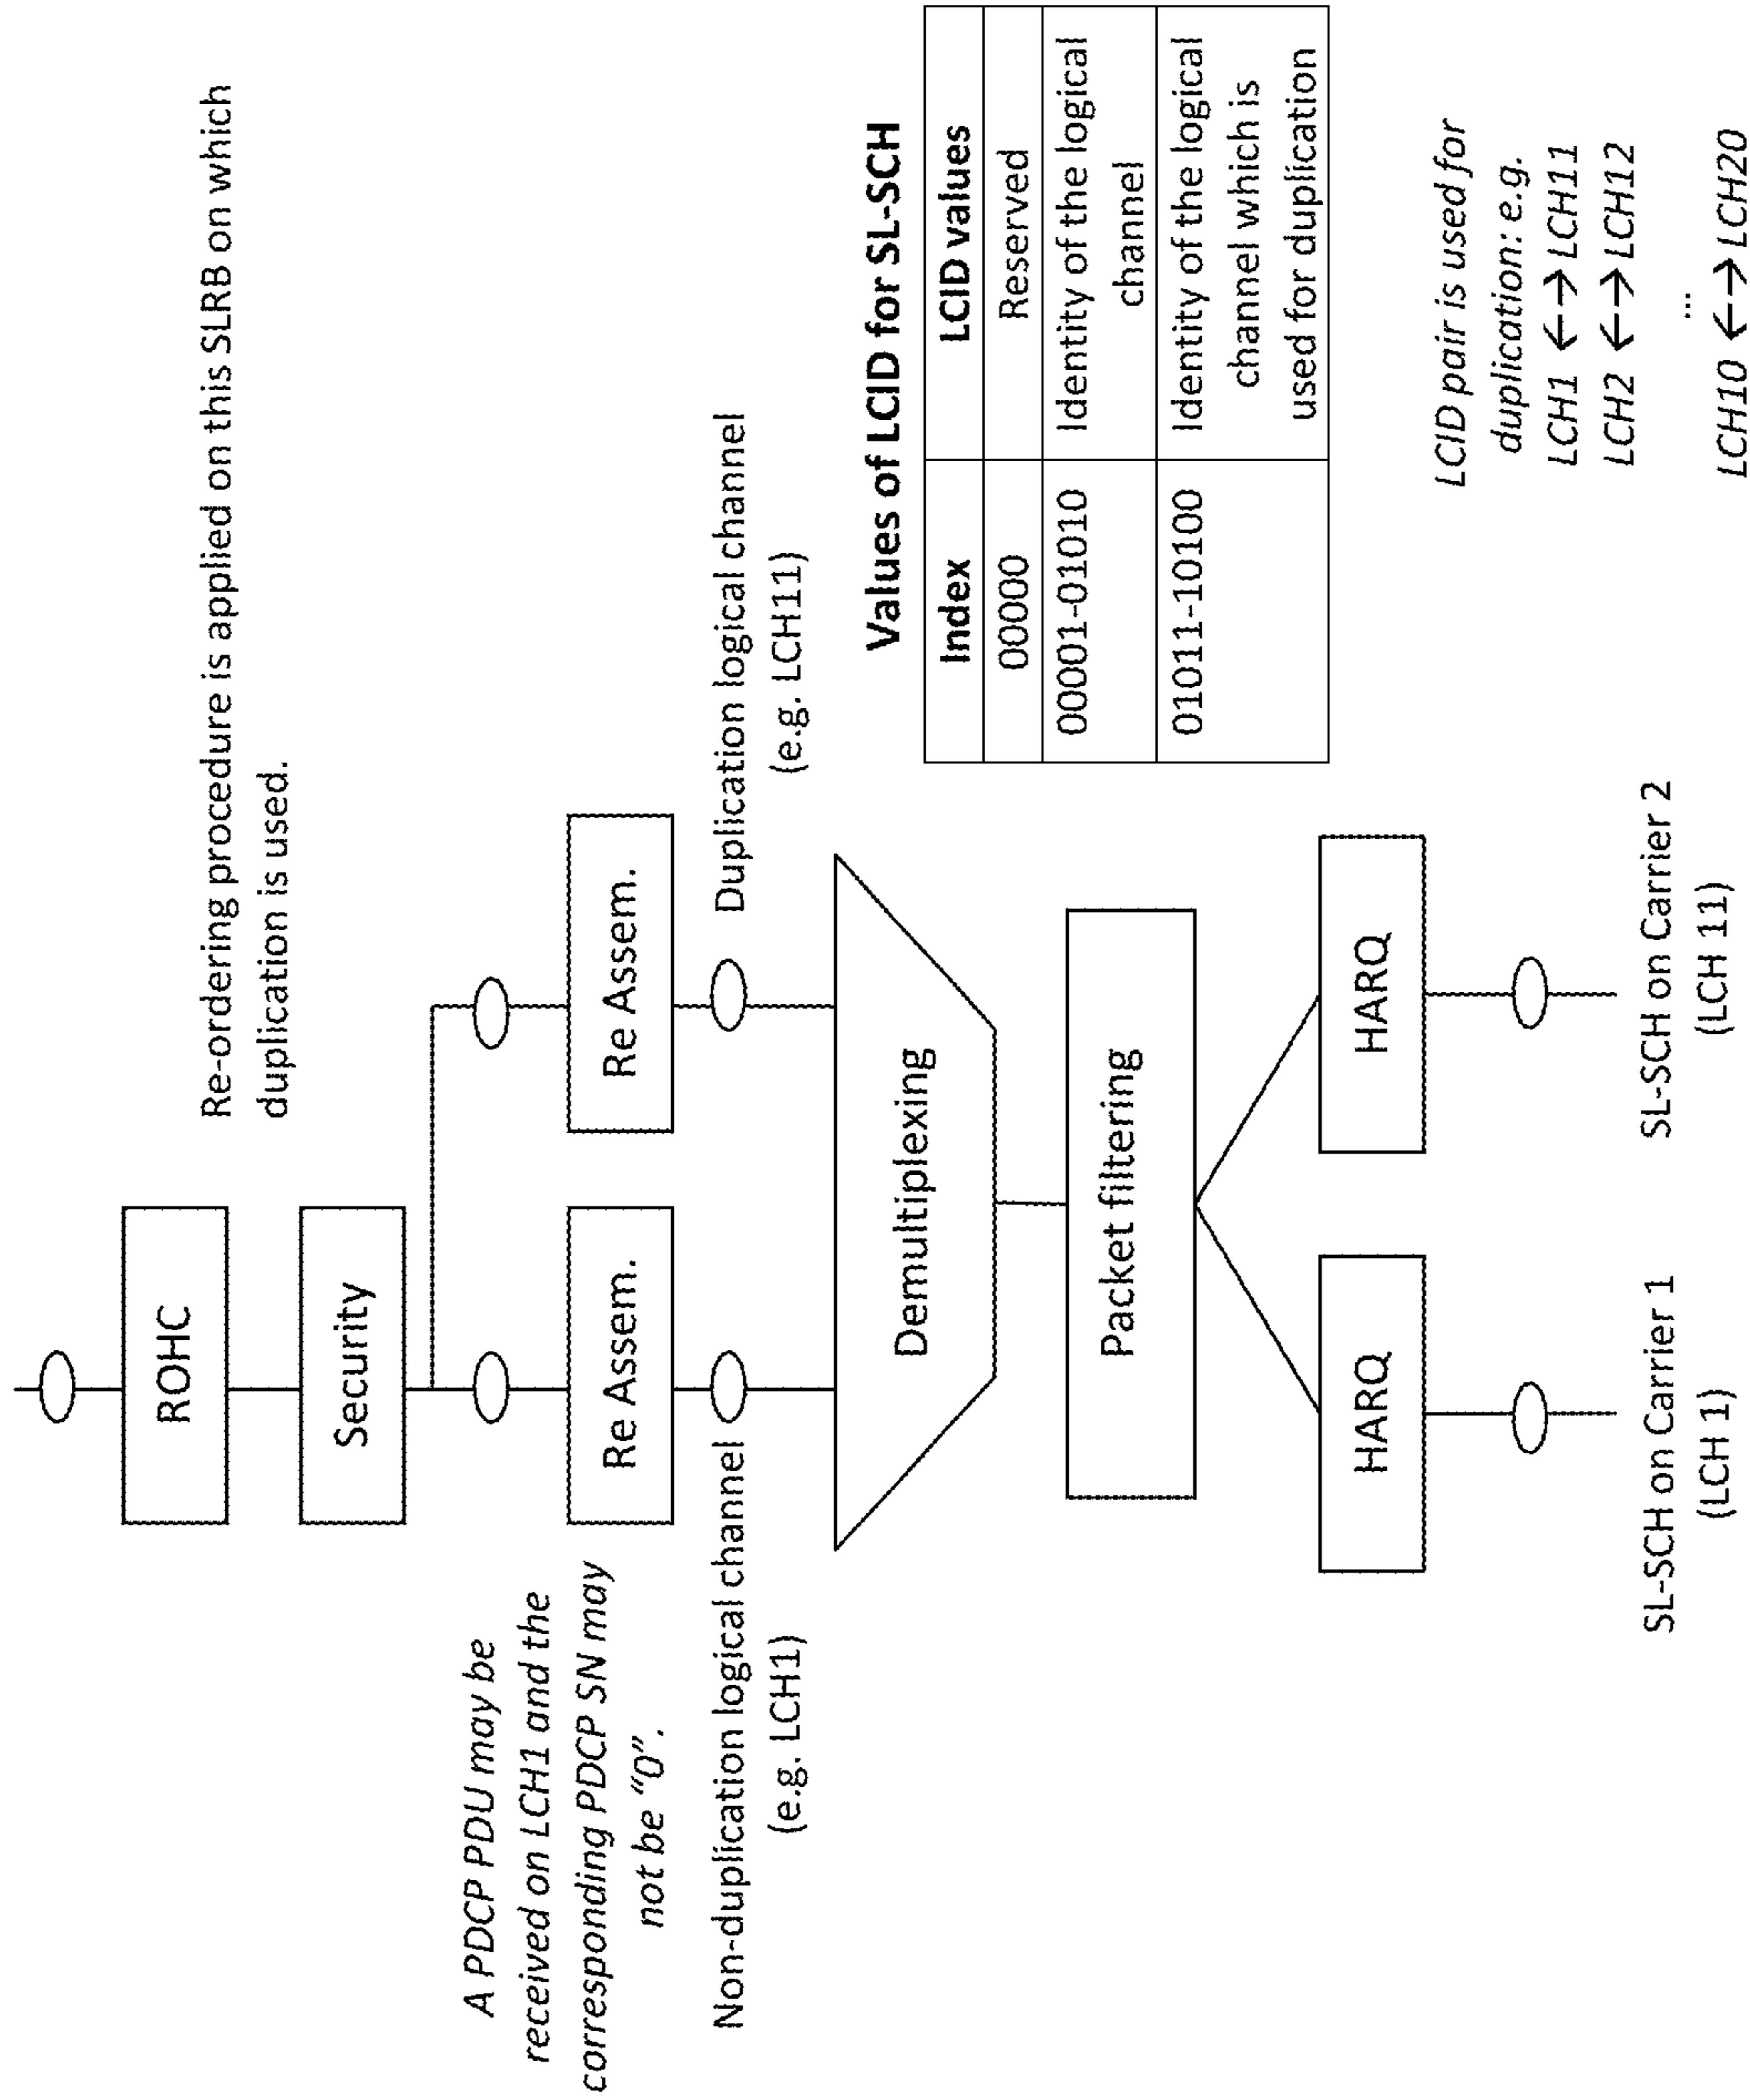 Re-ordering procedure is applied on this SLRB on which
duplication is used.
ROHC
Security
A PDCP PDU may be
received on LCH1 and the
corresponding PDCP SN may
not be “0”.
Re Assem.
Re Assem.
Non-duplication logical channel
(e.g. LCH1)
Duplication logical channel
(e.g. LCH11)
Demultiplexing
Packet filtering
HARQ
HARQ
SL-SCH on Carrier 1
(LCH 1)
SL-SCH on Carrier 2
(LCH 11)
Values of LCID for SL-SCH
Index LCID values
00000 Reserved
00001-01010 Identity of the logical
channel
01011-10100 Identity of the logical
channel which is
used for duplication
LCID pair is used for
duplication: e.g.
LCH1 ←→ LCH11
LCH2 ←→ LCH12
...
LCH10 ←→ LCH20